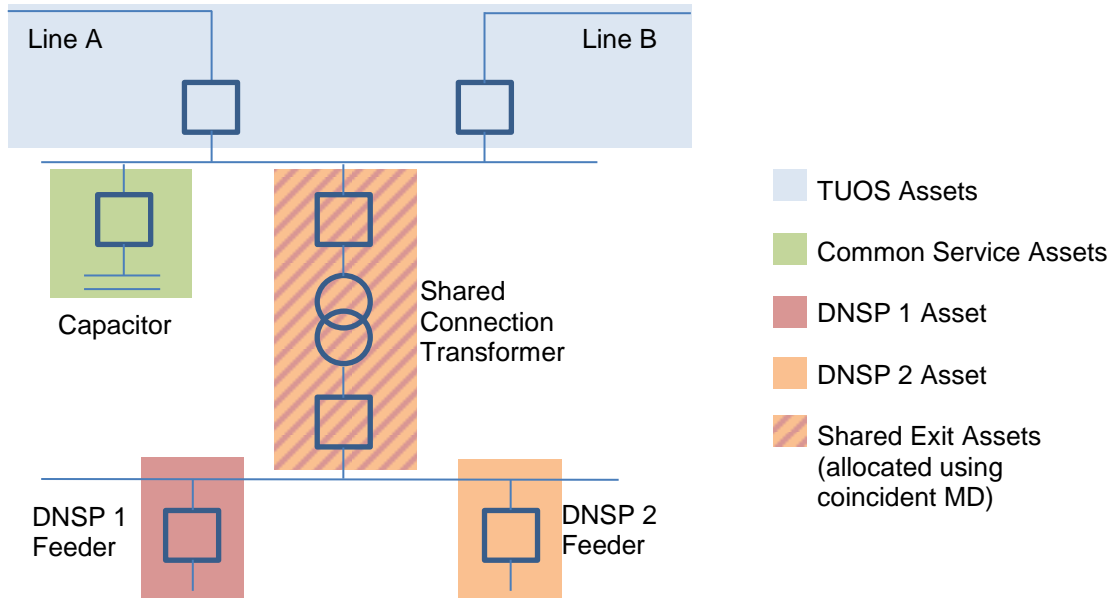 Line A
Line B
TUOS Assets
Common Service Assets
Capacitor
Shared
Connection
Transformer
DNSP 1 Asset
DNSP 2 Asset
Shared Exit Assets
(allocated using
coincident MD)
DNSP 1
Feeder
DNSP 2
Feeder